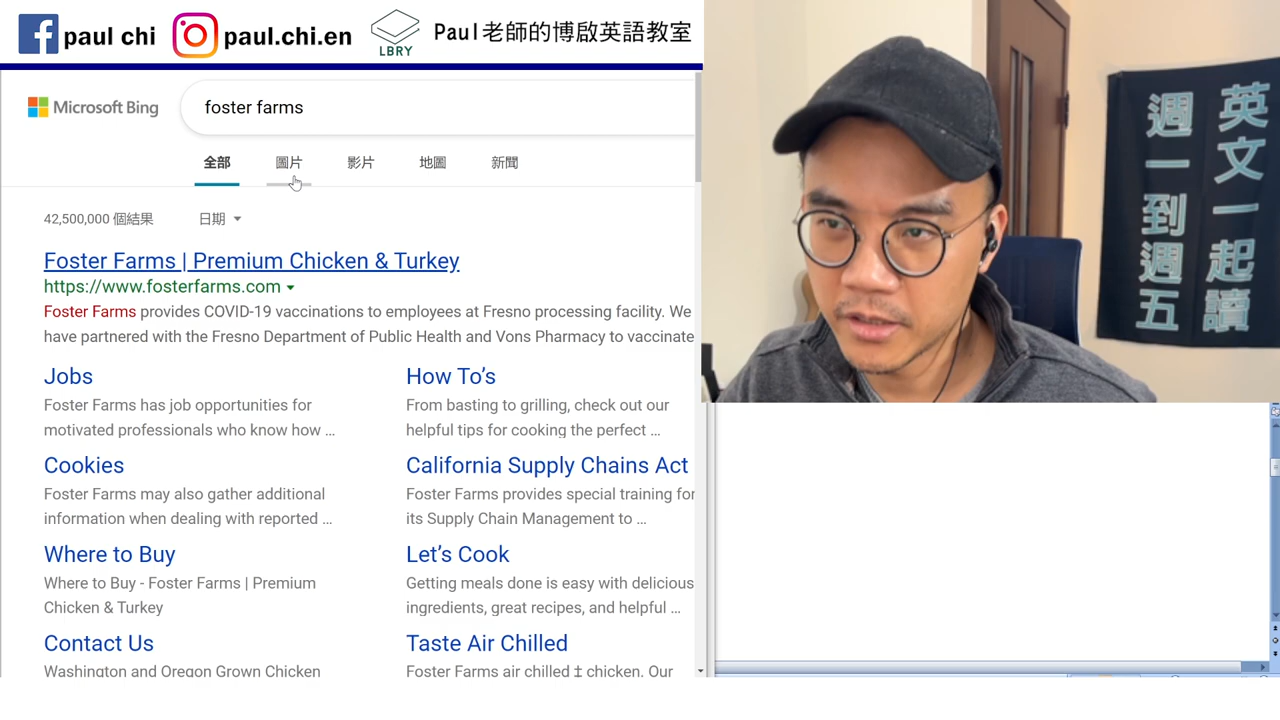 paul chi
paul.chi.en
LBRY
Paul老師的博啟英語教室
Microsoft Bing
foster farms
全部
圖片
影片
地圖
新聞
42,500,000 個結果
日期
Foster Farms | Premium Chicken & Turkey
https://www.fosterfarms.com
Foster Farms provides COVID-19 vaccinations to employees at Fresno processing facility. We
have partnered with the Fresno Department of Public Health and Vons Pharmacy to vaccinate
Jobs
Foster Farms has job opportunities for
motivated professionals who know how ...
How To's
From basting to grilling, check out our
helpful tips for cooking the perfect ...
Cookies
Foster Farms may also gather additional
information when dealing with reported ...
California Supply Chains Act
Foster Farms provides special training for
its Supply Chain Management to ...
Where to Buy
Where to Buy - Foster Farms | Premium
Chicken & Turkey
Let's Cook
Getting meals done is easy with delicious
ingredients, great recipes, and helpful ...
Contact Us
Washington and Oregon Grown Chicken
Taste Air Chilled
Foster Farms air chilled ‡ chicken. Our
英文一起讀
週一到週五